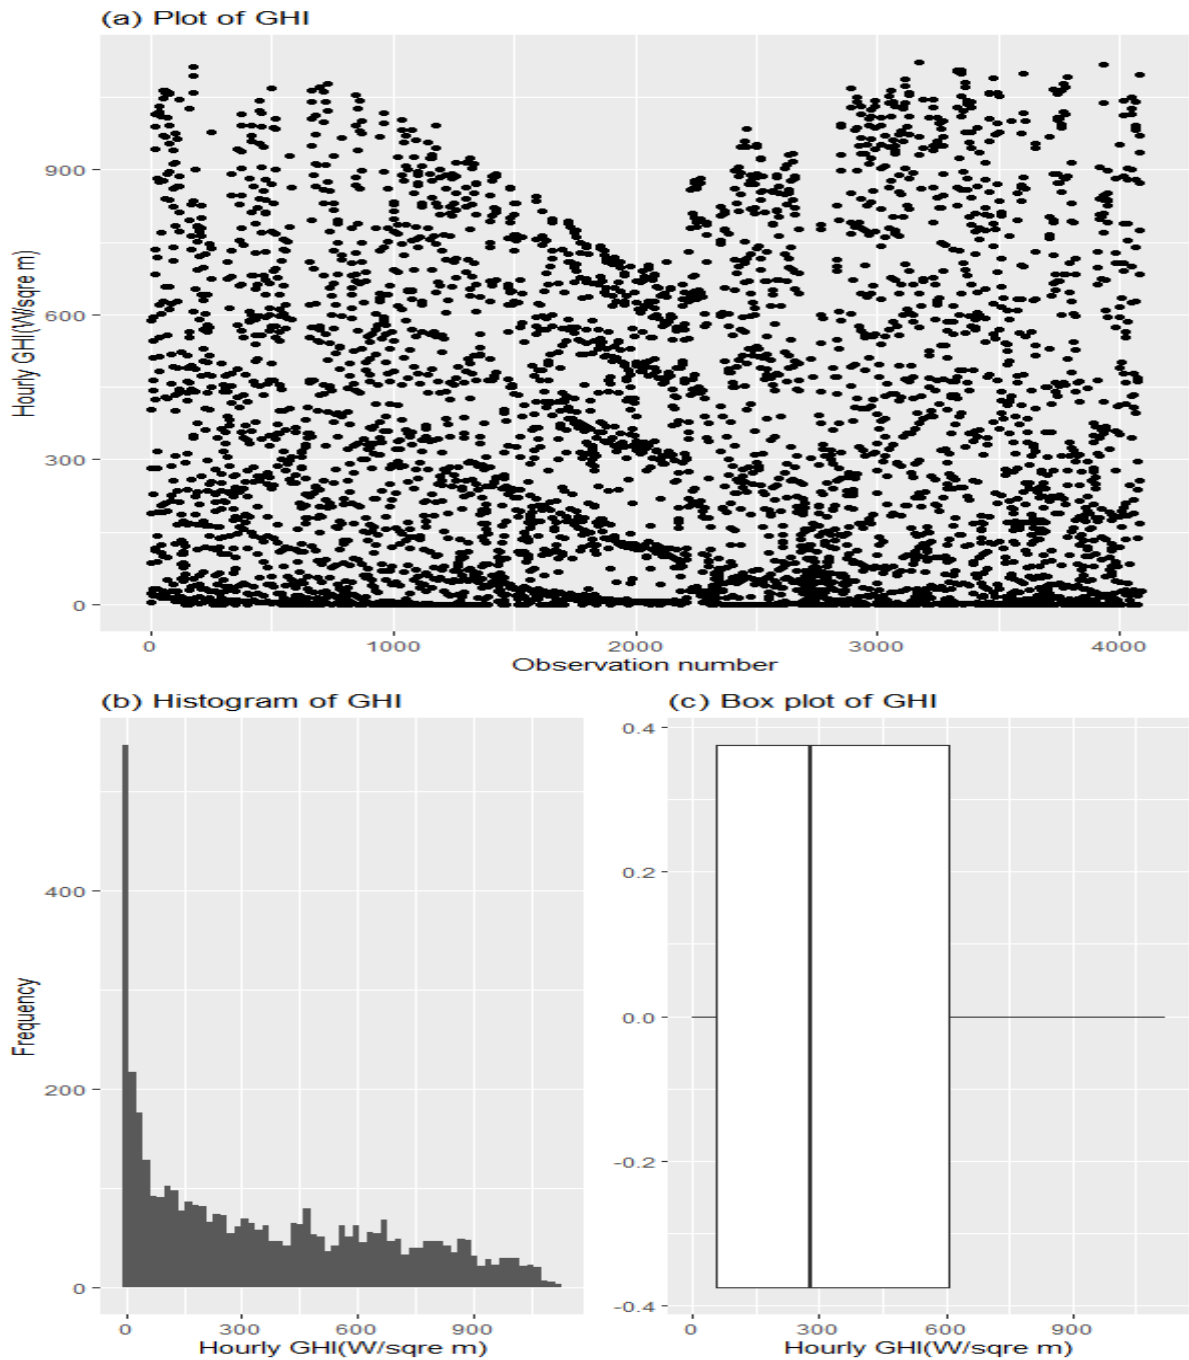 (a) Plot of GHI
Hourly GHI(W/sqre m)
900
600
300
0
0 1000 2000 3000 4000
Observation number
(b) Histogram of GHI
Frequency
400
200
0
0 300 600 900
Hourly GHI(W/sqre m)
(c) Box plot of GHI
0.4
0.2
0.0
-0.2
-0.4
0 300 600 900
Hourly GHI(W/sqre m)